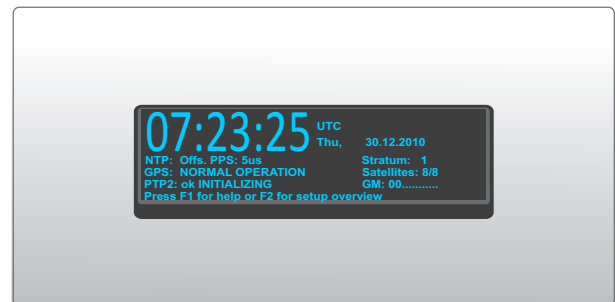 07:23:25 UTC
Thu, 30.12.2010
NTP: Offs. PPS: 5us Stratum: 1
GPS: NORMAL OPERATION Satellites: 8/8
PTP2: ok INITIALIZING GM: 00...........
Press F1 for help or F2 for setup overview